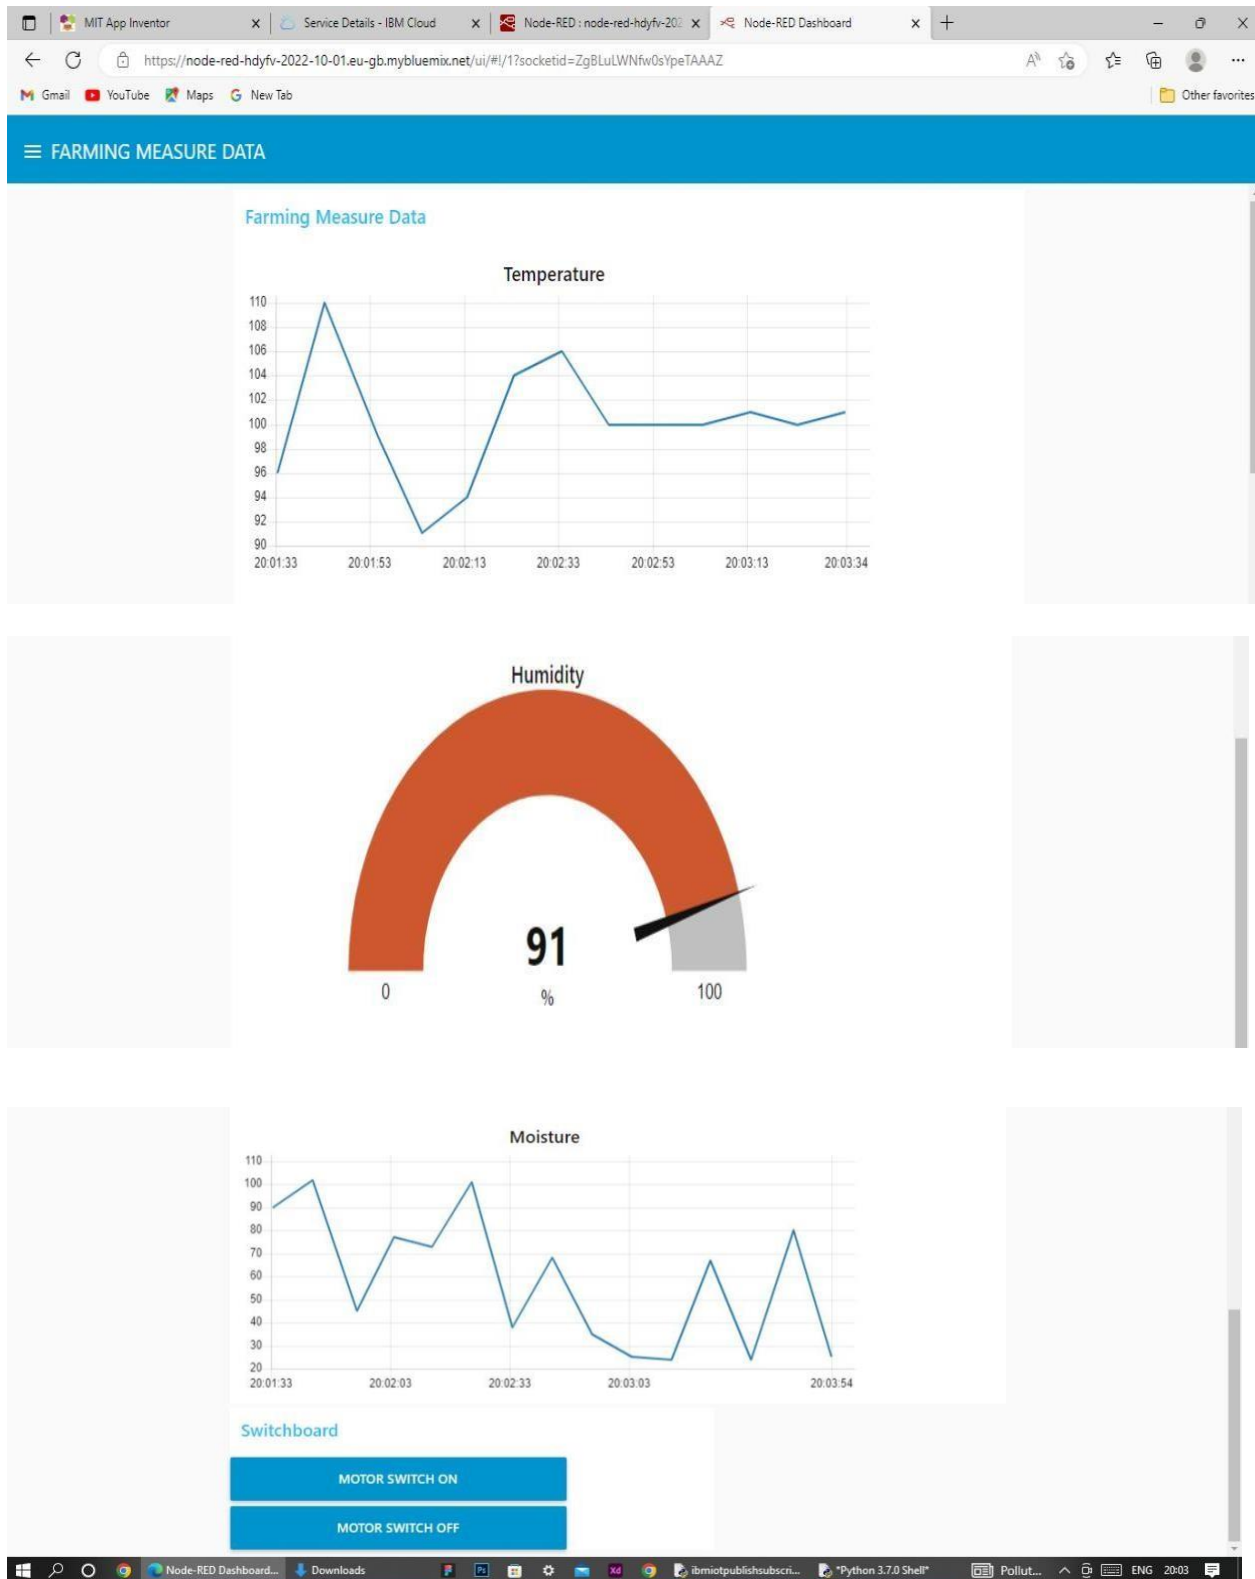 MIT App Inventor
Service Details - IBM Cloud
Node-RED : node-red-hdyfv-202
Node-RED Dashboard
https://node-red-hdyfv-2022-10-01.eu-gb.mybluemix.net/ui/#!/1?socketid=ZgBLuLWNfw0sYpeTAAAZ
Gmail YouTube Maps New Tab Other favorites
FARMING MEASURE DATA
Farming Measure Data
Temperature
110
108
106
104
102
100
98
96
94
92
90
20:01:33 20:01:53 20:02:13 20:02:33 20:02:53 20:03:13 20:03:34
Humidity
91
0 % 100
Moisture
110
100
90
80
70
60
50
40
30
20
20:01:33 20:02:03 20:02:33 20:03:03 20:03:54
Switchboard
MOTOR SWITCH ON
MOTOR SWITCH OFF
Node-RED Dashboard... Downloads Ps Xd ibmiotpublishsubscri... *Python 3.7.0 Shell* Pollut... ENG 20:03